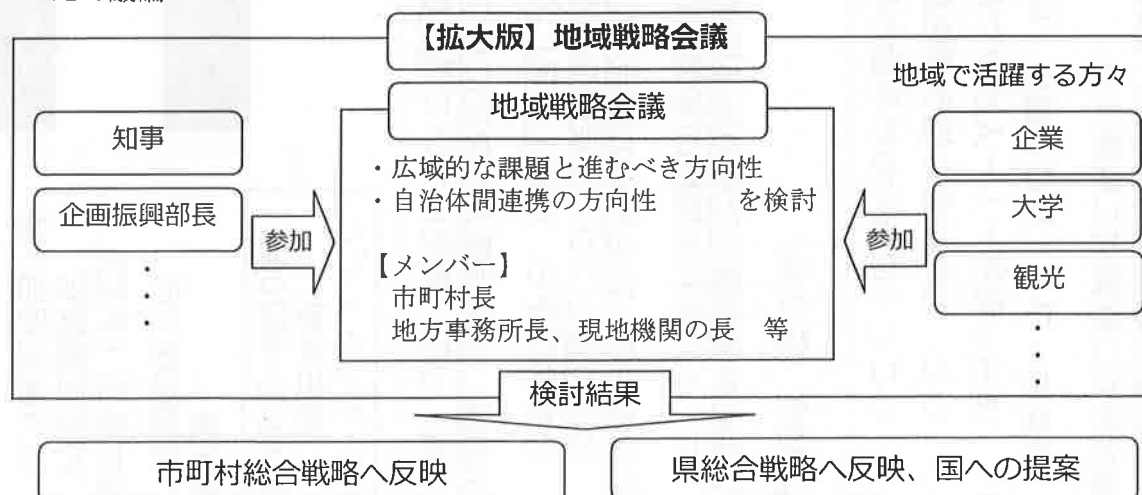 【拡大版】地域戦略会議
地域で活躍する方々
知事
企画振興部長
・
・
・
参加
地域戦略会議
・広域的な課題と進むべき方向性
・自治体間連携の方向性　　を検討
【メンバー】
市町村長
地方事務所長、現地機関の長　等
参加
企業
大学
観光
・
・
・
検討結果
市町村総合戦略へ反映
県総合戦略へ反映、国への提案